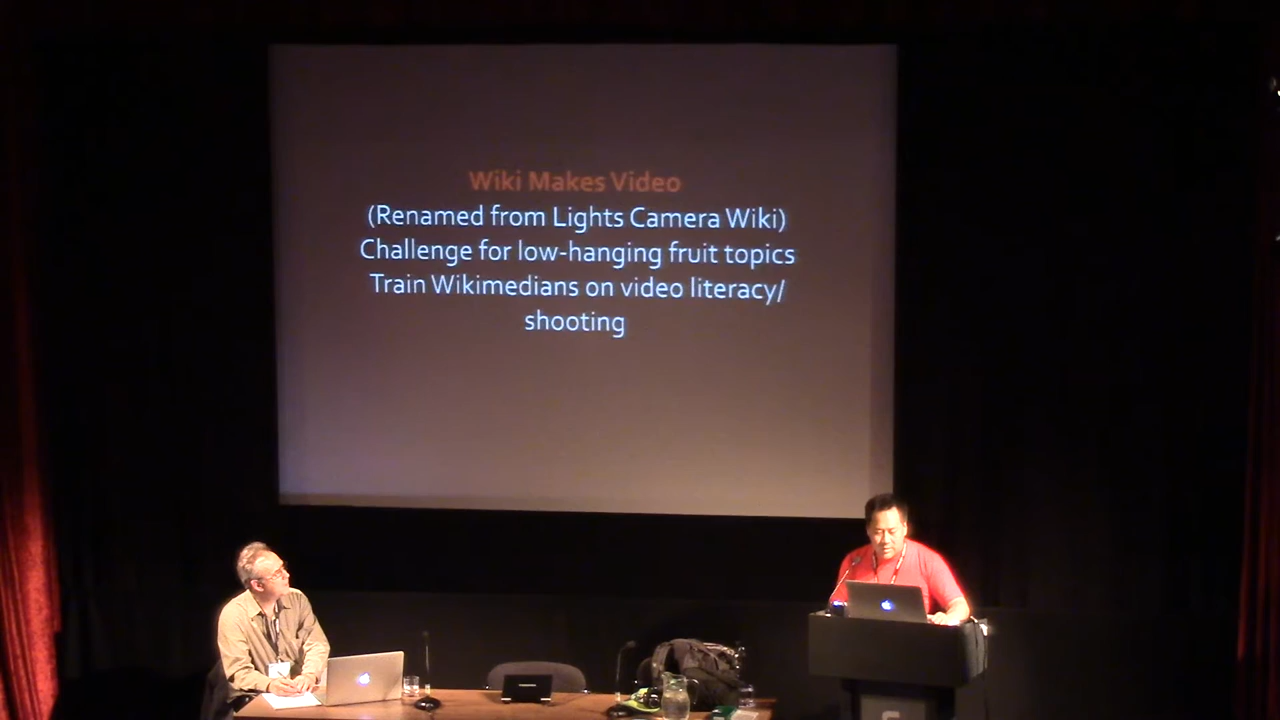 Wiki Makes Video
(Renamed from Lights Camera Wiki)
Challenge for low-hanging fruit topics
Train Wikimedians on video literacy/
shooting